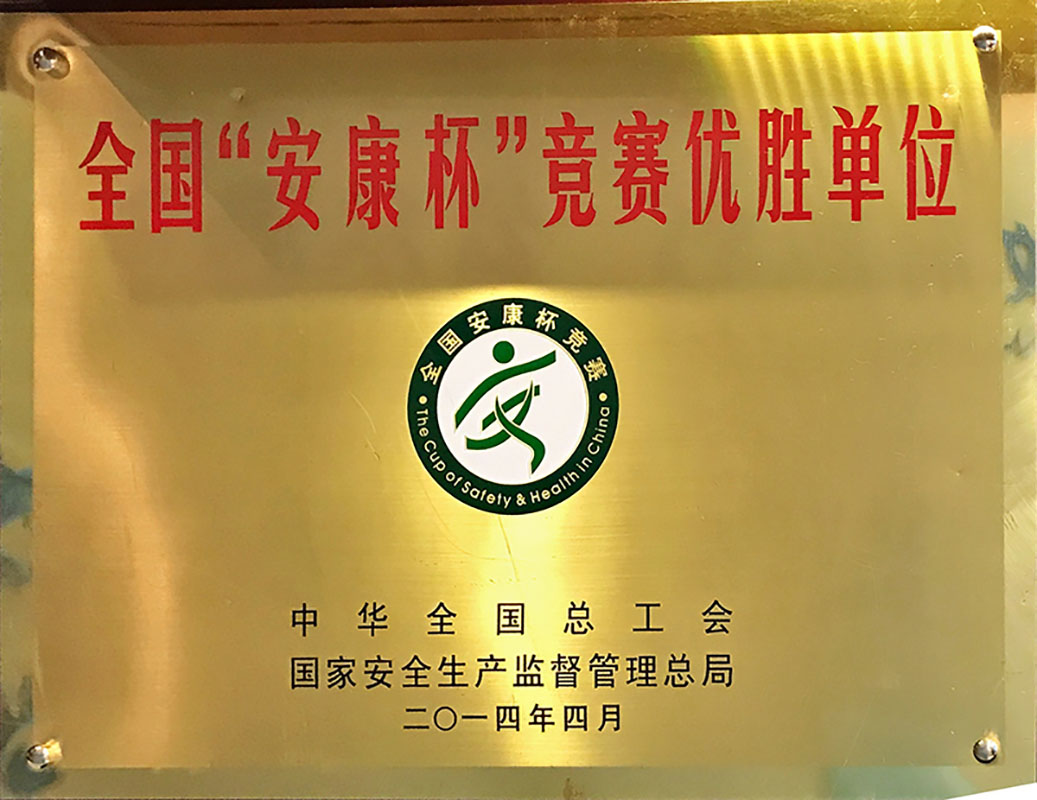 全国“安康杯”竞赛优胜单位
全国安康杯竞赛
The Cup of Safety & Health in China
中华全国总工会
国家安全生产监督管理总局
二〇一四年四月